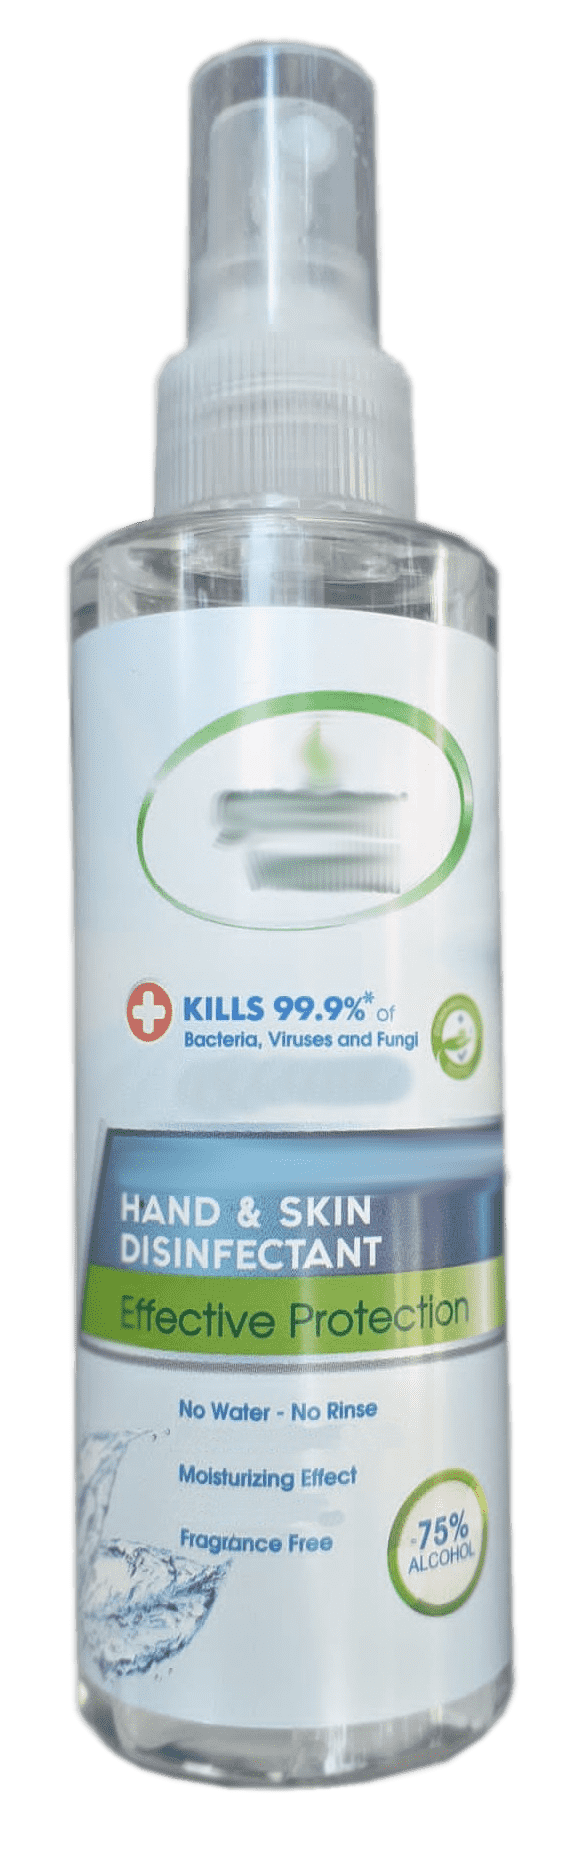 KILLS 99.9%* of
Bacteria, Viruses and Fungi
HAND & SKIN
DISINFECTANT
Effective Protection
No Water - No Rinse
Moisturizing Effect
Fragrance Free
75%
ALCOHOL